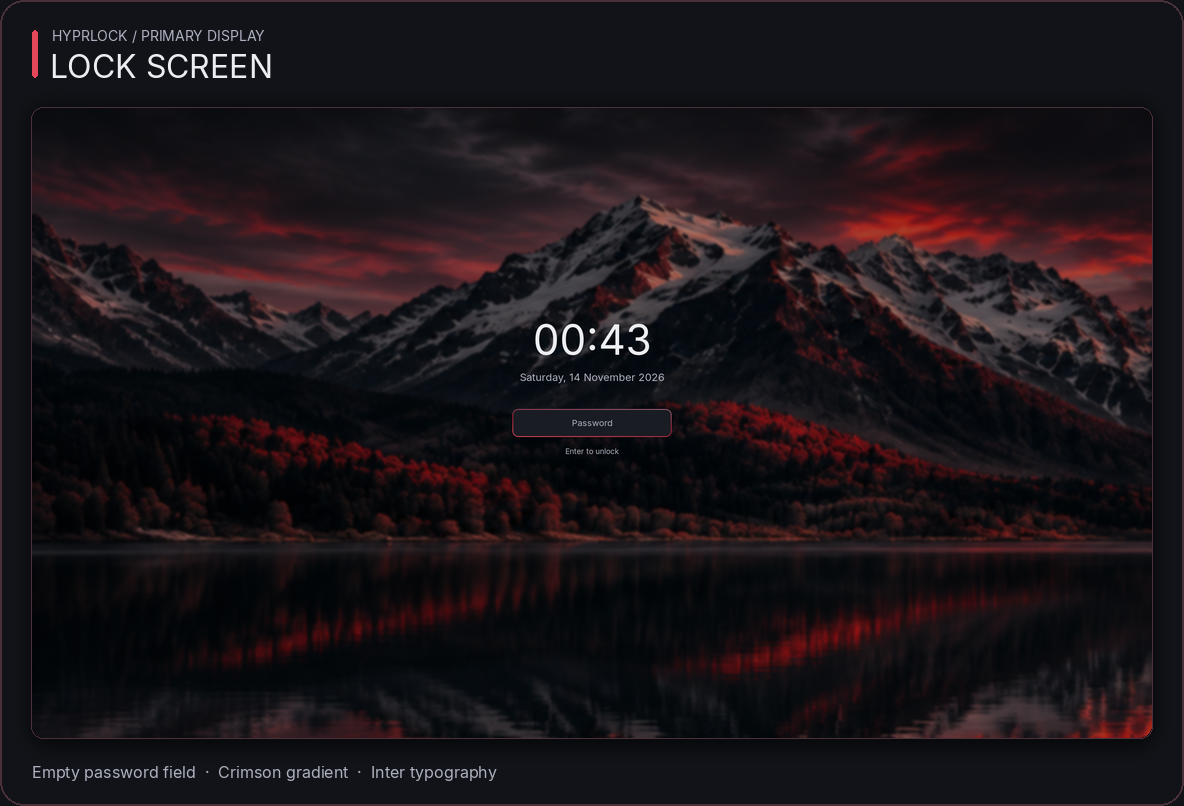 HYPRLOCK / PRIMARY DISPLAY
LOCK SCREEN
00:43
Saturday, 14 November 2026
Password
Enter to unlock
Empty password field · Crimson gradient · Inter typography